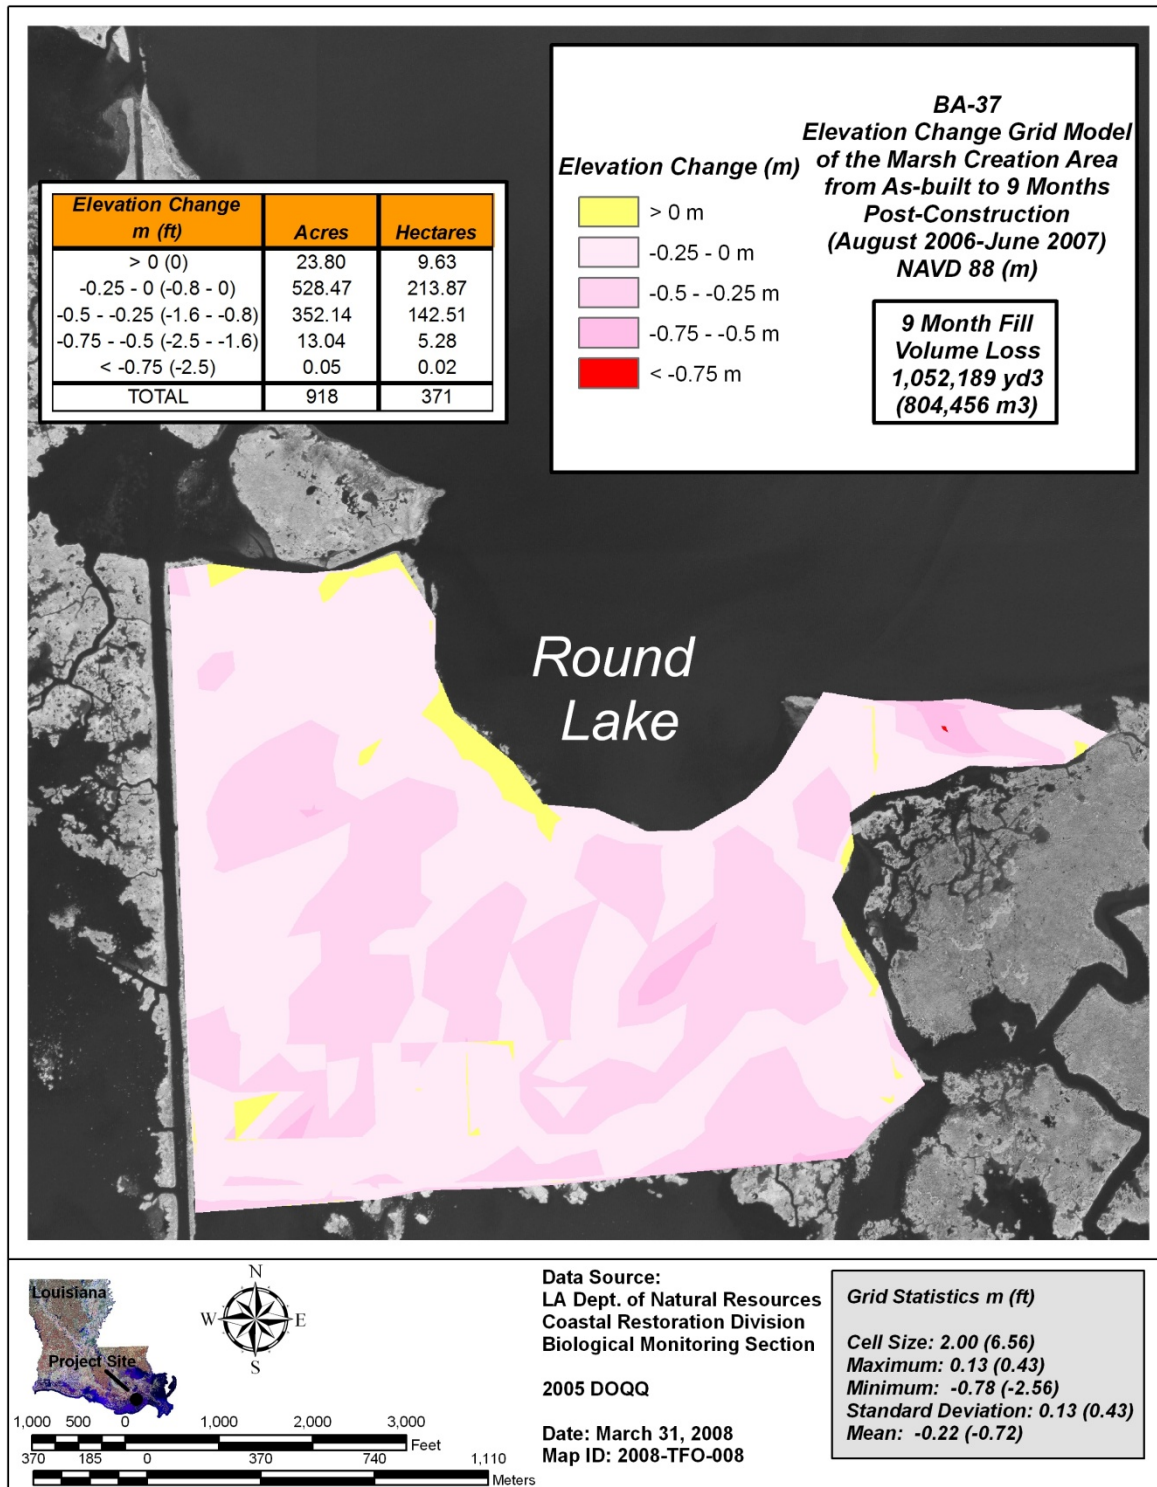 BA-37
Elevation Change Grid Model
of the Marsh Creation Area
from As-built to 9 Months
Post-Construction
(August 2006-June 2007)
NAVD 88 (m)
Elevation Change (m)
> 0 m
-0.25 - 0 m
-0.5 - -0.25 m
-0.75 - -0.5 m
< -0.75 m
9 Month Fill
Volume Loss
1,052,189 yd3
(804,456 m3)
Elevation Change
m (ft) Acres Hectares
> 0 (0) 23.80 9.63
-0.25 - 0 (-0.8 - 0) 528.47 213.87
-0.5 - -0.25 (-1.6 - -0.8) 352.14 142.51
-0.75 - -0.5 (-2.5 - -1.6) 13.04 5.28
< -0.75 (-2.5) 0.05 0.02
TOTAL 918 371
Round
Lake
Louisiana
Project Site
N
W E
S
1,000 500 0 1,000 2,000 3,000
Feet
370 185 0 370 740 1,110
Meters
Data Source:
LA Dept. of Natural Resources
Coastal Restoration Division
Biological Monitoring Section
2005 DOQQ
Date: March 31, 2008
Map ID: 2008-TFO-008
Grid Statistics m (ft)
Cell Size: 2.00 (6.56)
Maximum: 0.13 (0.43)
Minimum: -0.78 (-2.56)
Standard Deviation: 0.13 (0.43)
Mean: -0.22 (-0.72)